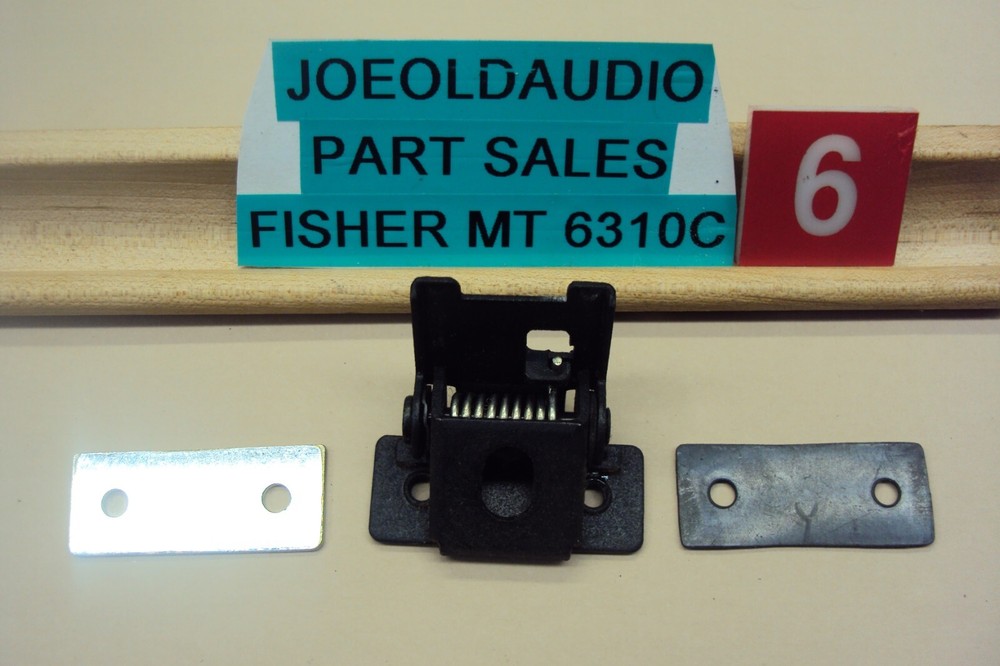 JOEOLDAUDIO
PART SALES
FISHER MT 6310C
6
Y